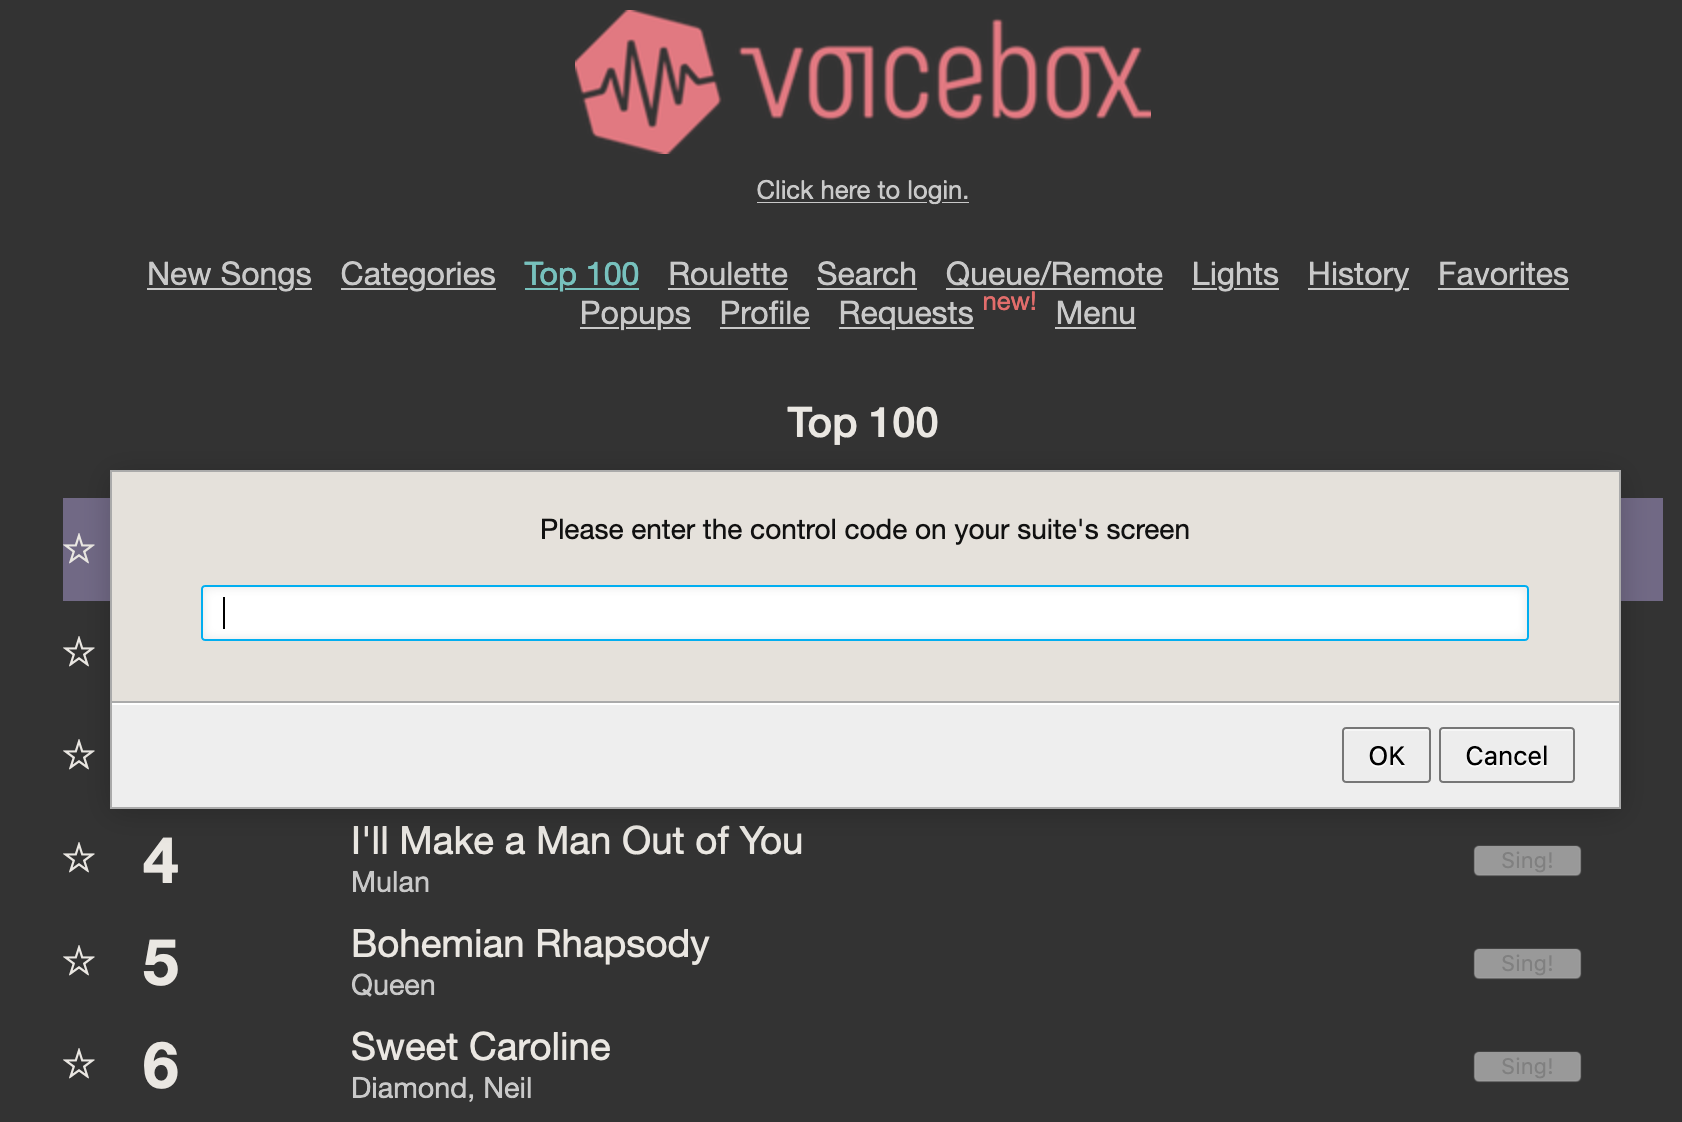 voicebox
Click here to login.
New Songs Categories Top 100 Roulette Search Queue/Remote Lights History Favorites
Popups Profile Requests new! Menu
Top 100
Please enter the control code on your suite's screen
OK Cancel
4 I'll Make a Man Out of You Sing!
Mulan
5 Bohemian Rhapsody Sing!
Queen
6 Sweet Caroline Sing!
Diamond, Neil